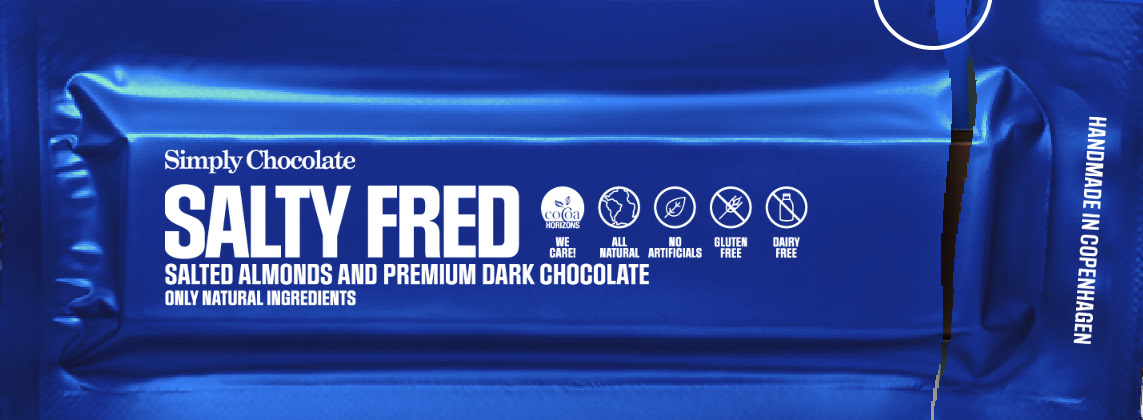 Simply Chocolate
SALTY FRED
cocoa
HORIZONS
WE
CARE!
ALL
NATURAL
NO
ARTIFICIALS
GLUTEN
FREE
DAIRY
FREE
SALTED ALMONDS AND PREMIUM DARK CHOCOLATE
ONLY NATURAL INGREDIENTS
HANDMADE IN COPENHAGEN